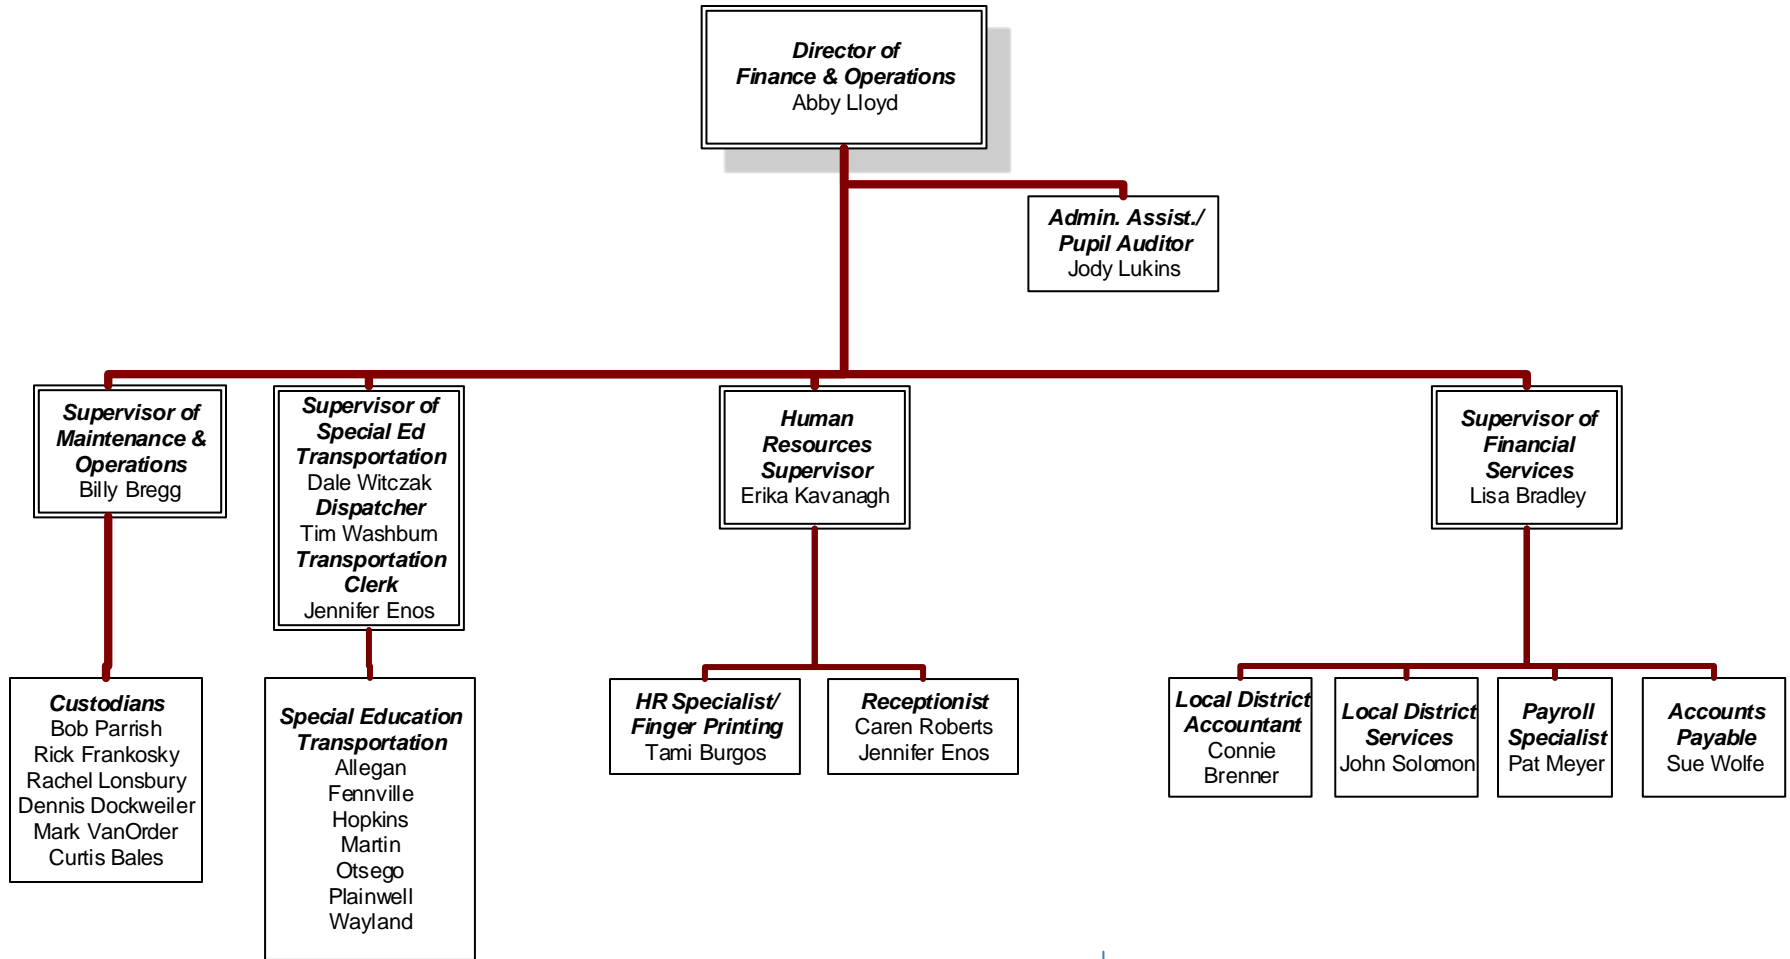 Director of
Finance & Operations
Abby Lloyd
Admin. Assist./
Pupil Auditor
Jody Lukins
Supervisor of
Maintenance &
Operations
Billy Bregg
Supervisor of
Special Ed
Transportation
Dale Witczak
Dispatcher
Tim Washburn
Transportation
Clerk
Jennifer Enos
Human
Resources
Supervisor
Erika Kavanagh
Supervisor of
Financial
Services
Lisa Bradley
Custodians
Bob Parrish
Rick Frankosky
Rachel Lonsbury
Dennis Dockweiler
Mark VanOrder
Curtis Bales
Special Education
Transportation
Allegan
Fennville
Hopkins
Martin
Otsego
Plainwell
Wayland
HR Specialist/
Finger Printing
Tami Burgos
Receptionist
Caren Roberts
Jennifer Enos
Local District
Accountant
Connie
Brenner
Local District
Services
John Solomon
Payroll
Specialist
Pat Meyer
Accounts
Payable
Sue Wolfe